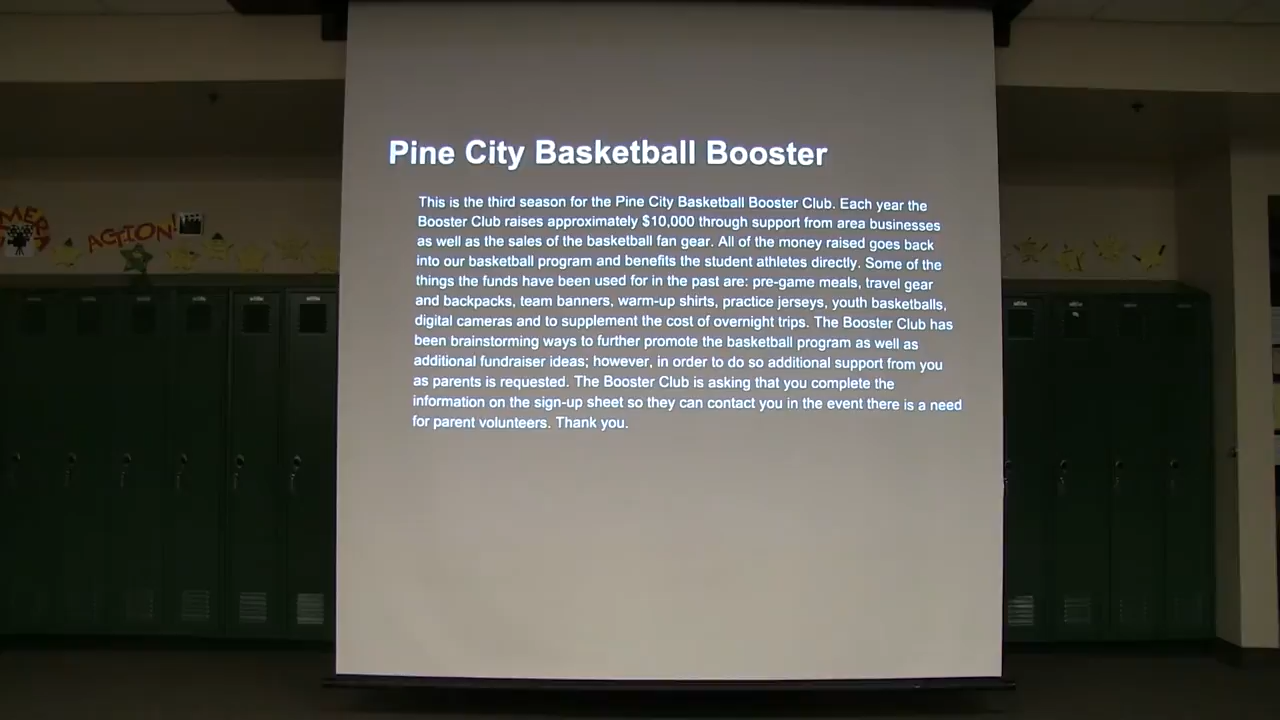 Pine City Basketball Booster
This is the third season for the Pine City Basketball Booster Club. Each year the
Booster Club raises approximately $10,000 through support from area businesses
as well as the sales of the basketball fan gear. All of the money raised goes back
into our basketball program and benefits the student athletes directly. Some of the
things the funds have been used for in the past are: pre-game meals, travel gear
and backpacks, team banners, warm-up shirts, practice jerseys, youth basketballs,
digital cameras and to supplement the cost of overnight trips. The Booster Club has
been brainstorming ways to further promote the basketball program as well as
additional fundraiser ideas; however, in order to do so additional support from you
as parents is requested. The Booster Club is asking that you complete the
information on the sign-up sheet so they can contact you in the event there is a need
for parent volunteers. Thank you.
ACTION!